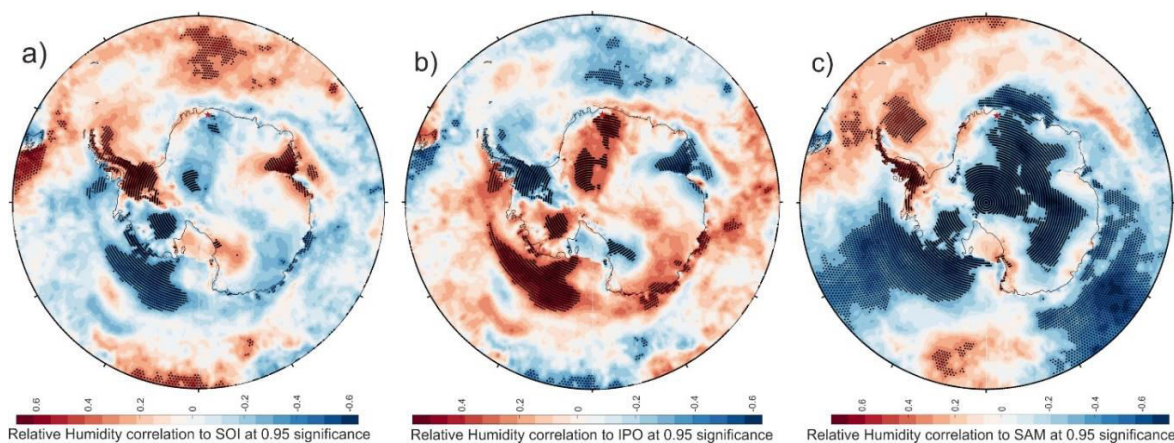 a)
b)
c)
0.6 0.4 0.2 0 -0.2 -0.4 -0.6
Relative Humidity correlation to SOI at 0.95 significance
0.6 0.4 0.2 0 -0.2 -0.4 -0.6
Relative Humidity correlation to IPO at 0.95 significance
0.6 0.4 0.2 0 -0.2 -0.4 -0.6
Relative Humidity correlation to SAM at 0.95 significance